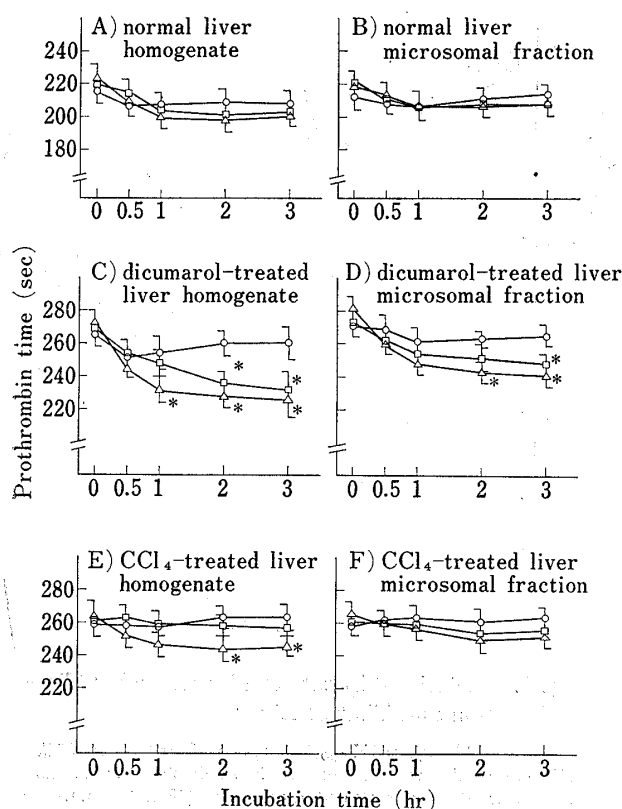 A) normal liver
homogenate
B) normal liver
microsomal fraction
240
220
200
180
0 0.5 1 2 3
0 0.5 1 2 3
Prothrombin time (sec)
C) dicumarol-treated
liver homogenate
D) dicumarol-treated liver
microsomal fraction
280
260
240
220
* * * * *
* * *
0 0.5 1 2 3
0 0.5 1 2 3
E) CCl₄-treated liver
homogenate
F) CCl₄-treated liver
microsomal fraction
280
260
240
220
* *
0 0.5 1 2 3
0 0.5 1 2 3
Incubation time (hr)